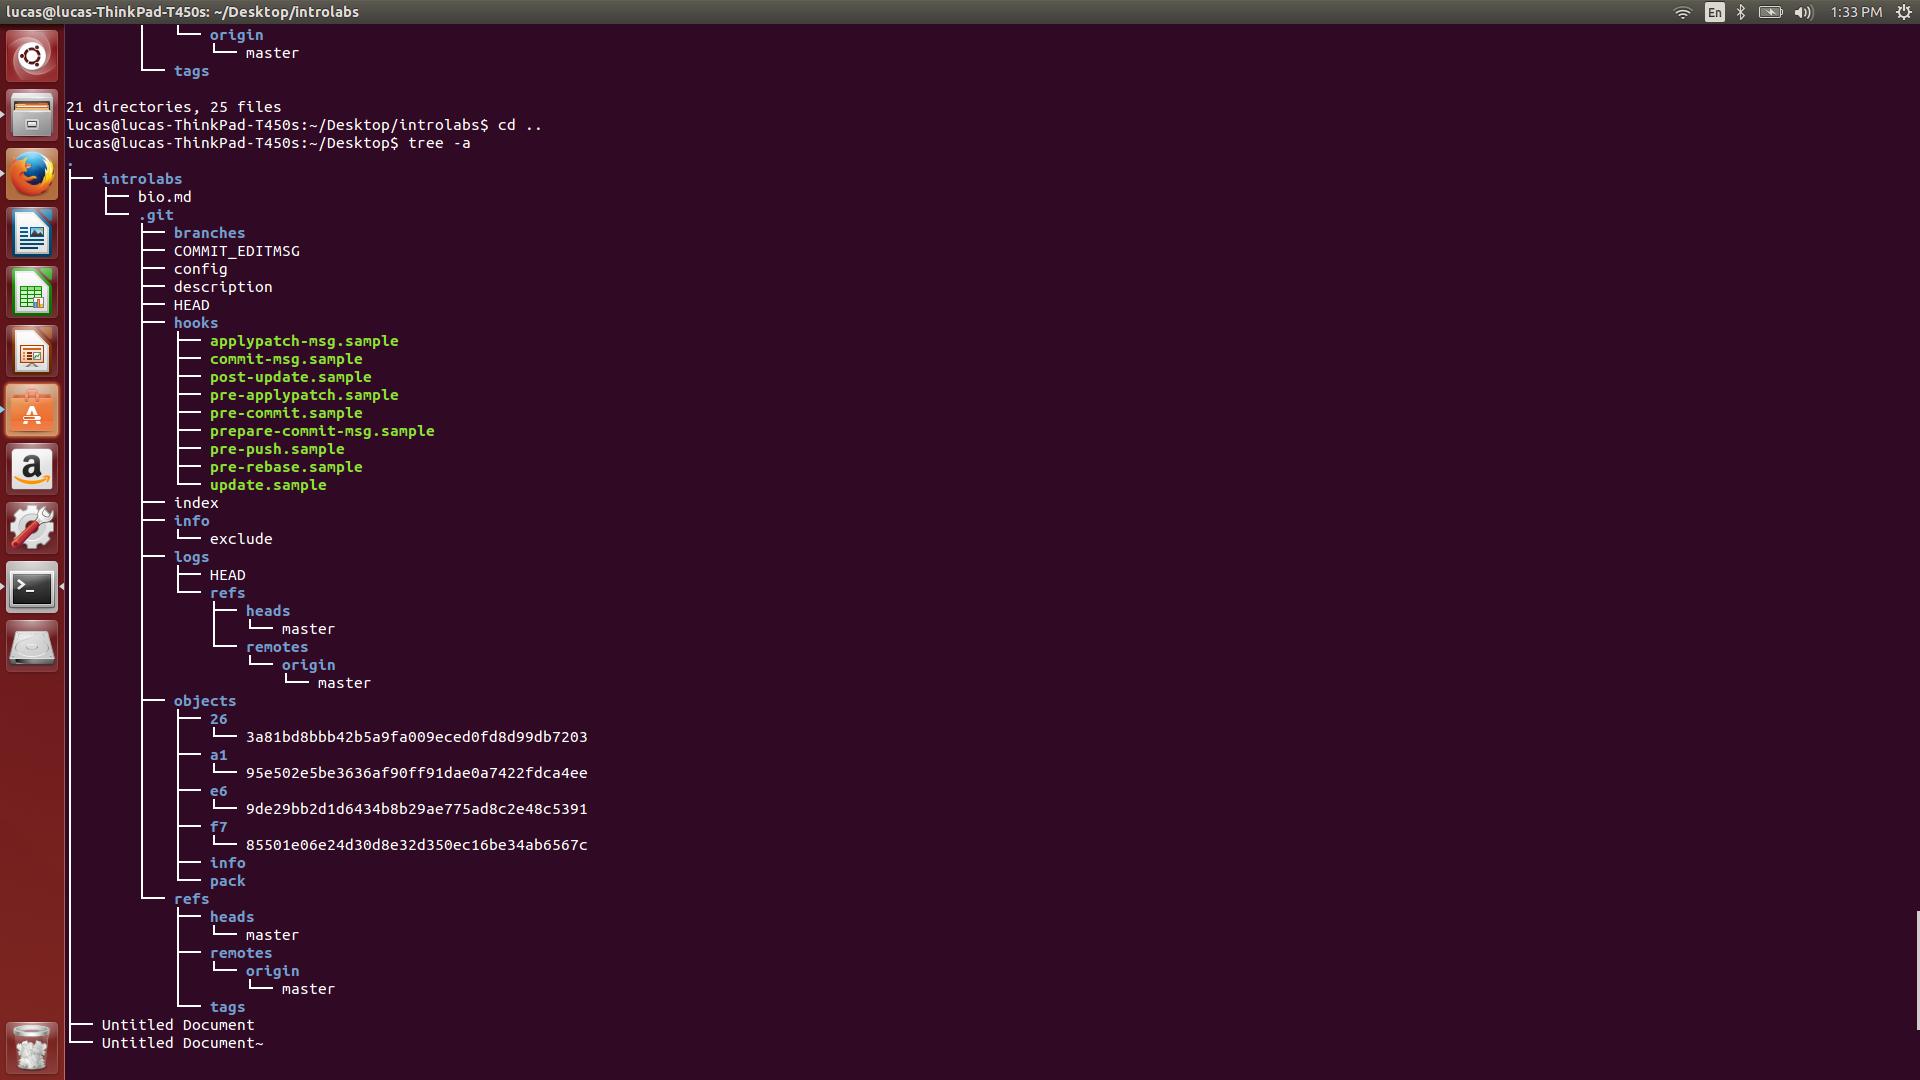 lucas@lucas-ThinkPad-T450s: ~/Desktop/introlabs
En
1:33 PM
│   └── origin
│       └── master
└── tags
21 directories, 25 files
lucas@lucas-ThinkPad-T450s:~/Desktop/introlabs$ cd ..
lucas@lucas-ThinkPad-T450s:~/Desktop$ tree -a
.
├── introlabs
│   ├── bio.md
│   └── .git
│       ├── branches
│       ├── COMMIT_EDITMSG
│       ├── config
│       ├── description
│       ├── HEAD
│       ├── hooks
│       │   ├── applypatch-msg.sample
│       │   ├── commit-msg.sample
│       │   ├── post-update.sample
│       │   ├── pre-applypatch.sample
│       │   ├── pre-commit.sample
│       │   ├── prepare-commit-msg.sample
│       │   ├── pre-push.sample
│       │   ├── pre-rebase.sample
│       │   └── update.sample
│       ├── index
│       ├── info
│       │   └── exclude
│       ├── logs
│       │   ├── HEAD
│       │   └── refs
│       │       ├── heads
│       │       │   └── master
│       │       └── remotes
│       │           └── origin
│       │               └── master
│       ├── objects
│       │   ├── 26
│       │   │   └── 3a81bd8bbb42b5a9fa009eced0fd8d99db7203
│       │   ├── a1
│       │   │   └── 95e502e5be3636af90ff91dae0a7422fdca4ee
│       │   ├── e6
│       │   │   └── 9de29bb2d1d6434b8b29ae775ad8c2e48c5391
│       │   ├── f7
│       │   │   └── 85501e06e24d30d8e32d350ec16be34ab6567c
│       │   ├── info
│       │   └── pack
│       └── refs
│           ├── heads
│           │   └── master
│           ├── remotes
│           │   └── origin
│           │       └── master
│           └── tags
├── Untitled Document
└── Untitled Document~